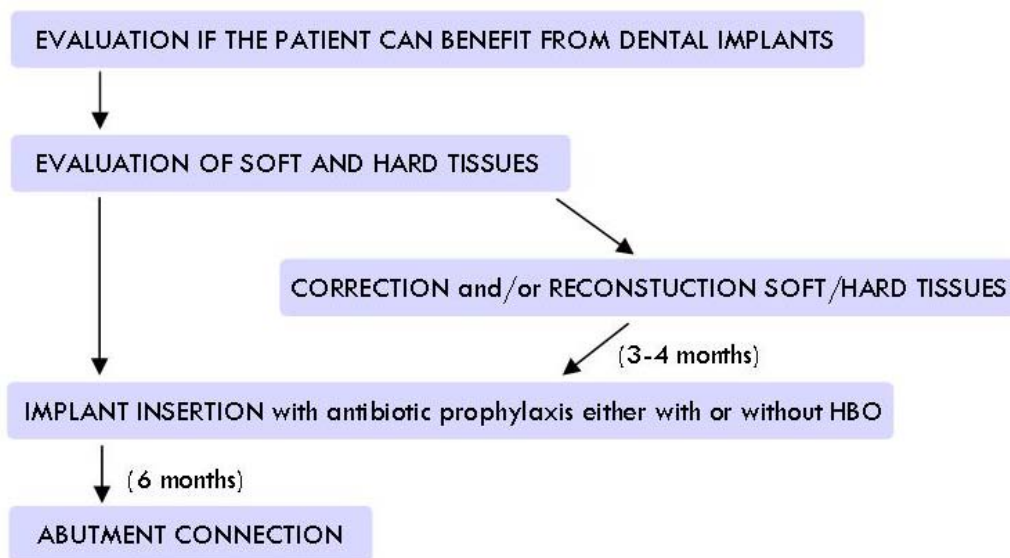 EVALUATION IF THE PATIENT CAN BENEFIT FROM DENTAL IMPLANTS
EVALUATION OF SOFT AND HARD TISSUES
CORRECTION and/or RECONSTUCTION SOFT/HARD TISSUES
(3-4 months)
IMPLANT INSERTION with antibiotic prophylaxis either with or without HBO
(6 months)
ABUTMENT CONNECTION